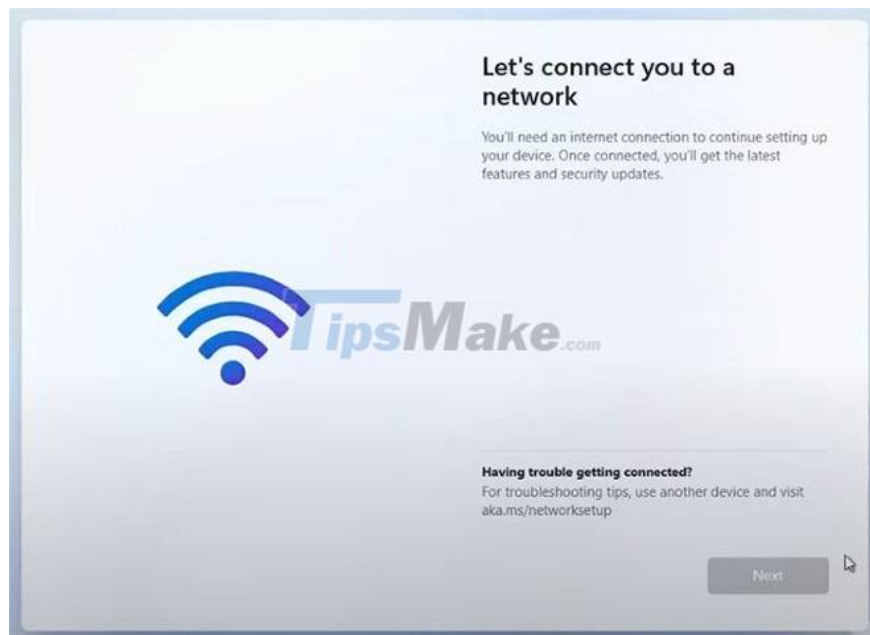 Let's connect you to a
network
You'll need an internet connection to continue setting up
your device. Once connected, you'll get the latest
features and security updates.
TipsMake.com
Having trouble getting connected?
For troubleshooting tips, use another device and visit
aka.ms/networksetup
Next